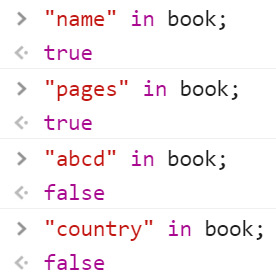 > "name" in book;
< true
> "pages" in book;
< true
> "abcd" in book;
< false
> "country" in book;
< false